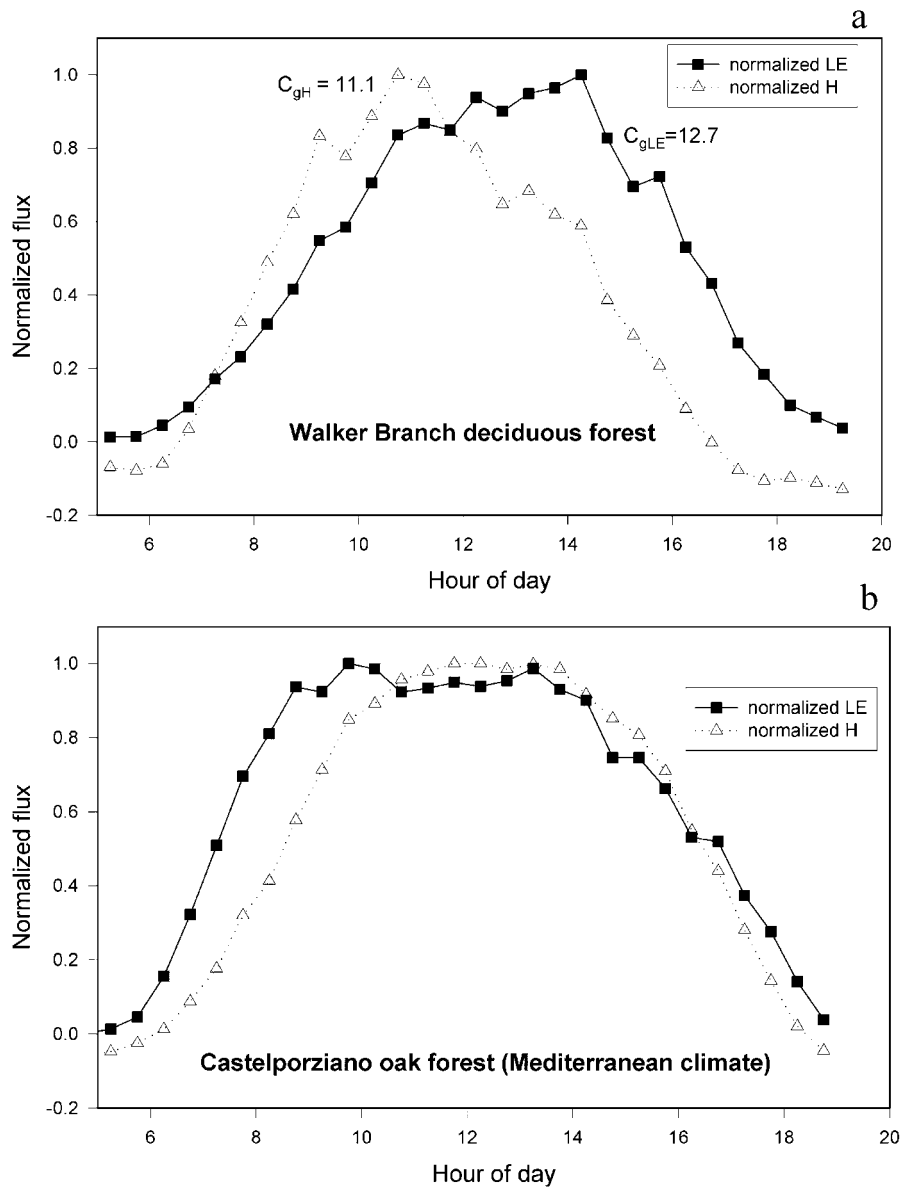 a
1.0
0.8
0.6
0.4
0.2
0.0
-0.2
Normalized flux
CgH = 11.1
CgLE=12.7
normalized LE
normalized H
Walker Branch deciduous forest
6 8 10 12 14 16 18 20
Hour of day
b
1.0
0.8
0.6
0.4
0.2
0.0
-0.2
Normalized flux
normalized LE
normalized H
Castelporziano oak forest (Mediterranean climate)
6 8 10 12 14 16 18 20
Hour of day